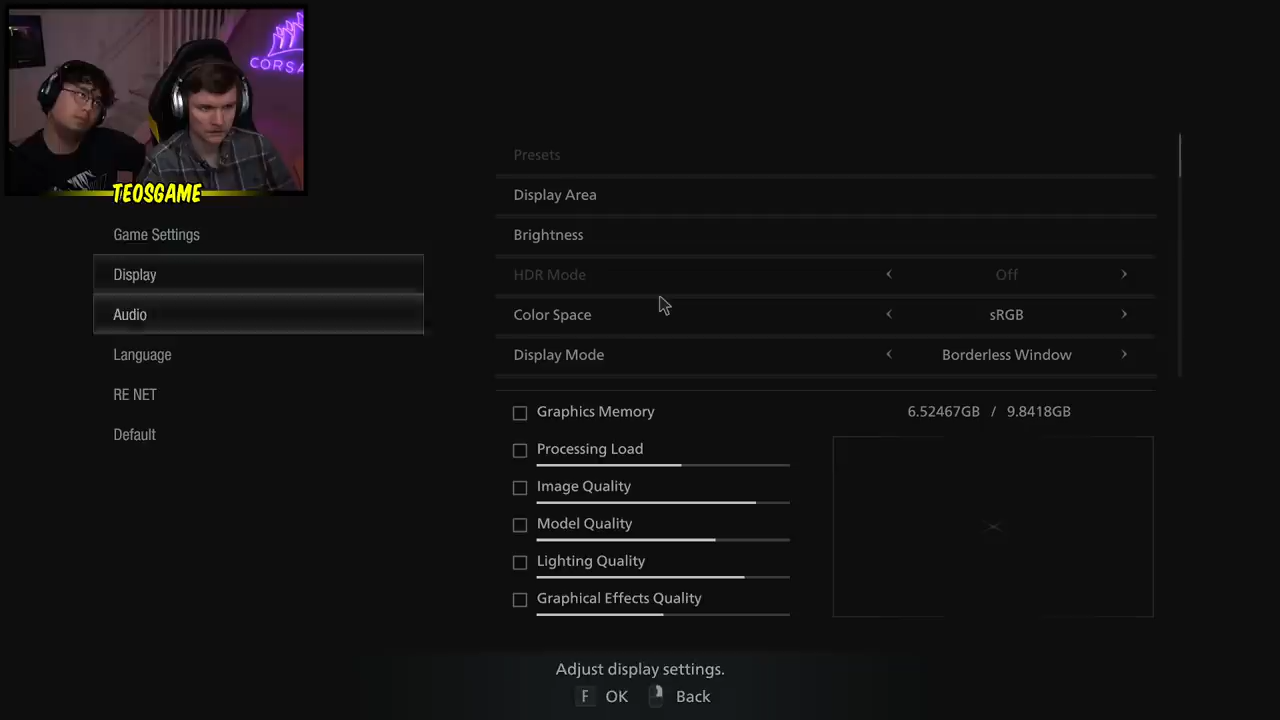 CORSA
TEOSGAME
Game Settings
Display
Audio
Language
RE NET
Default
Presets
Display Area
Brightness
HDR Mode Off
Color Space sRGB
Display Mode Borderless Window
Graphics Memory 6.52467GB / 9.8418GB
Processing Load
Image Quality
Model Quality
Lighting Quality
Graphical Effects Quality
Adjust display settings.
F OK Back